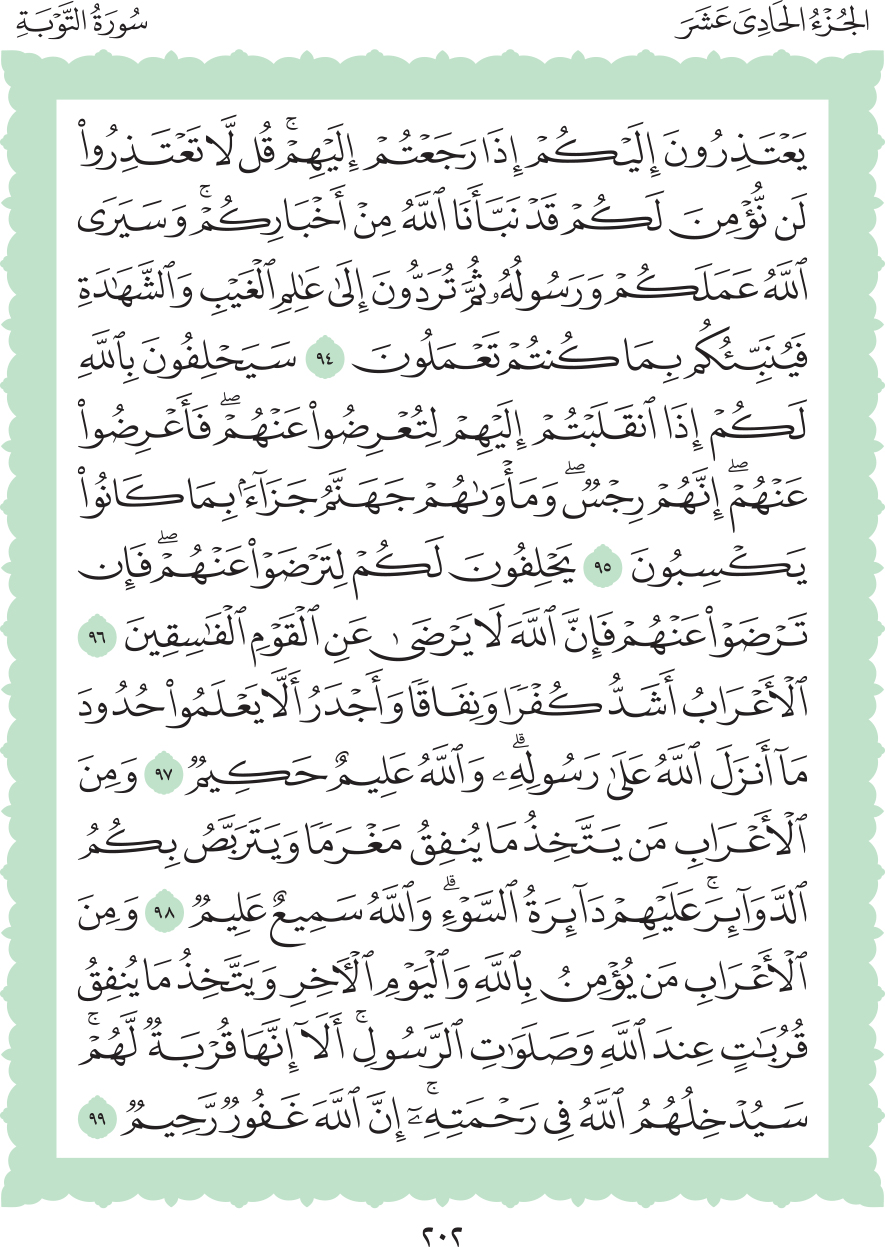 الجُزْءُ الحَادِىَ عَشَرَ
سُورَةُ التَّوْبَةِ
يَعْتَذِرُونَ إِلَيْكُمْ إِذَا رَجَعْتُمْ إِلَيْهِمْ ۚ قُل لَّا تَعْتَذِرُوا۟
لَن نُّؤْمِنَ لَكُمْ قَدْ نَبَّأَنَا ٱللَّهُ مِنْ أَخْبَارِكُمْ ۚ وَسَيَرَى
ٱللَّهُ عَمَلَكُمْ وَرَسُولُهُۥ ثُمَّ تُرَدُّونَ إِلَىٰ عَـٰلِمِ ٱلْغَيْبِ وَٱلشَّهَـٰدَةِ
فَيُنَبِّئُكُم بِمَا كُنتُمْ تَعْمَلُونَ ٩٤ سَيَحْلِفُونَ بِٱللَّهِ
لَكُمْ إِذَا ٱنقَلَبْتُمْ إِلَيْهِمْ لِتُعْرِضُوا۟ عَنْهُمْ ۖ فَأَعْرِضُوا۟
عَنْهُمْ ۖ إِنَّهُمْ رِجْسٌ ۖ وَمَأْوَىٰهُمْ جَهَنَّمُ جَزَآءًۢ بِمَا كَانُوا۟
يَكْسِبُونَ ٩٥ يَحْلِفُونَ لَكُمْ لِتَرْضَوْا۟ عَنْهُمْ ۖ فَإِن
تَرْضَوْا۟ عَنْهُمْ فَإِنَّ ٱللَّهَ لَا يَرْضَىٰ عَنِ ٱلْقَوْمِ ٱلْفَـٰسِقِينَ ٩٦
ٱلْأَعْرَابُ أَشَدُّ كُفْرًا وَنِفَاقًا وَأَجْدَرُ أَلَّا يَعْلَمُوا۟ حُدُودَ
مَآ أَنزَلَ ٱللَّهُ عَلَىٰ رَسُولِهِۦ ۗ وَٱللَّهُ عَلِيمٌ حَكِيمٌ ٩٧ وَمِنَ
ٱلْأَعْرَابِ مَن يَتَّخِذُ مَا يُنفِقُ مَغْرَمًا وَيَتَرَبَّصُ بِكُمُ
ٱلدَّوَآئِرَ ۚ عَلَيْهِمْ دَآئِرَةُ ٱلسَّوْءِ ۗ وَٱللَّهُ سَمِيعٌ عَلِيمٌ ٩٨ وَمِنَ
ٱلْأَعْرَابِ مَن يُؤْمِنُ بِٱللَّهِ وَٱلْيَوْمِ ٱلْـَٔاخِرِ وَيَتَّخِذُ مَا يُنفِقُ
قُرُبَـٰتٍ عِندَ ٱللَّهِ وَصَلَوَٰتِ ٱلرَّسُولِ ۚ أَلَآ إِنَّهَا قُرْبَةٌ لَّهُمْ ۚ
سَيُدْخِلُهُمُ ٱللَّهُ فِى رَحْمَتِهِۦٓ ۚ إِنَّ ٱللَّهَ غَفُورٌ رَّحِيمٌ ٩٩
٢٠٢